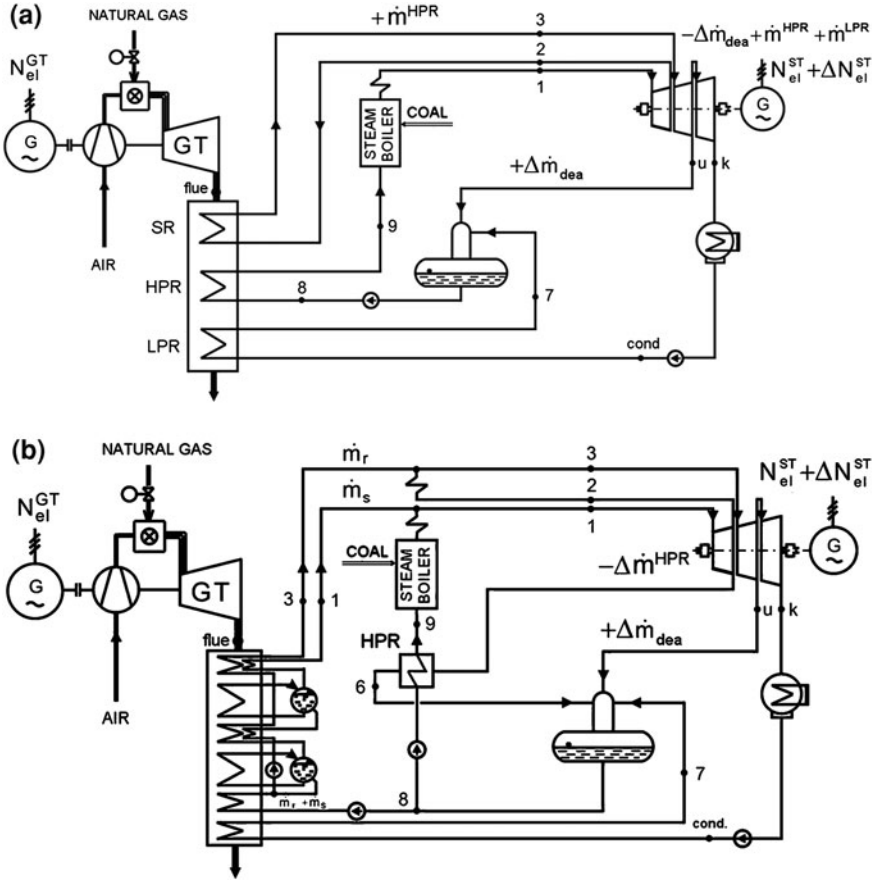 (a)
NATURAL GAS
N_el^GT
G
~
GT
AIR
flue
SR
HPR
LPR
+ṁ^HPR
3
2
1
−Δṁ_dea + ṁ^HPR + ṁ^LPR
N_el^ST + ΔN_el^ST
G
~
STEAM
BOILER
COAL
+Δṁ_dea
u
k
9
8
7
cond
(b)
NATURAL GAS
N_el^GT
G
~
GT
AIR
flue
ṁ_r
ṁ_s
3
2
1
N_el^ST + ΔN_el^ST
G
~
COAL
STEAM
BOILER
−Δṁ^HPR
3
1
9
HPR
6
+Δṁ_dea
u
k
7
8
ṁ_r + ṁ_s
cond.